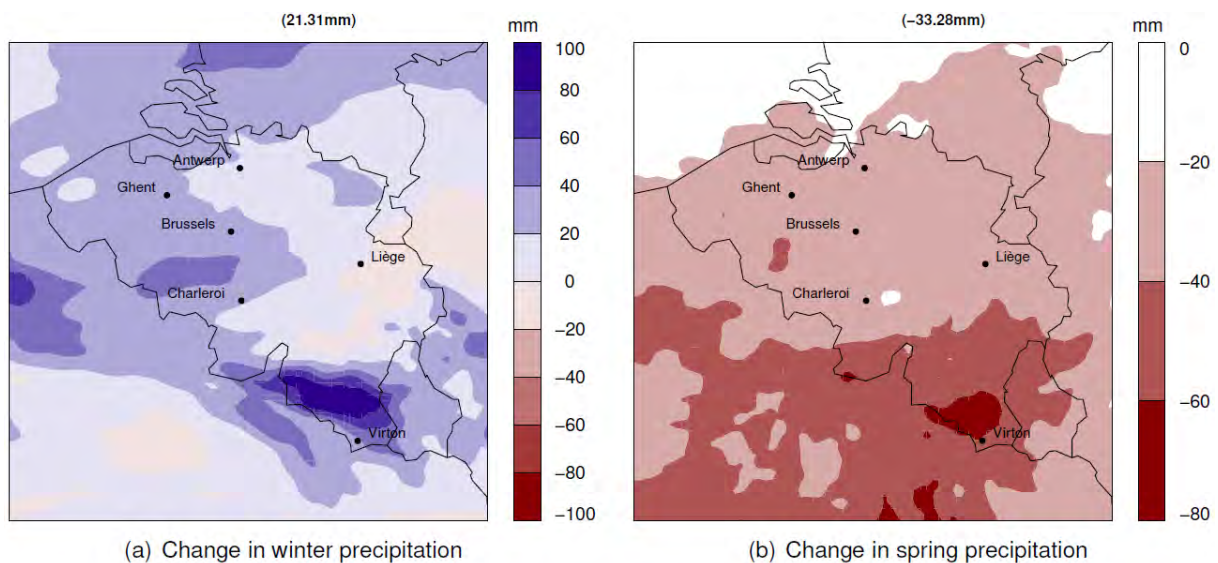 (21.31mm)
mm
100
80
60
40
20
0
−20
−40
−60
−80
−100
Antwerp
Ghent
Brussels
Liège
Charleroi
Virton
(a) Change in winter precipitation
(−33.28mm)
mm
0
−20
−40
−60
−80
Antwerp
Ghent
Brussels
Liège
Charleroi
Virton
(b) Change in spring precipitation